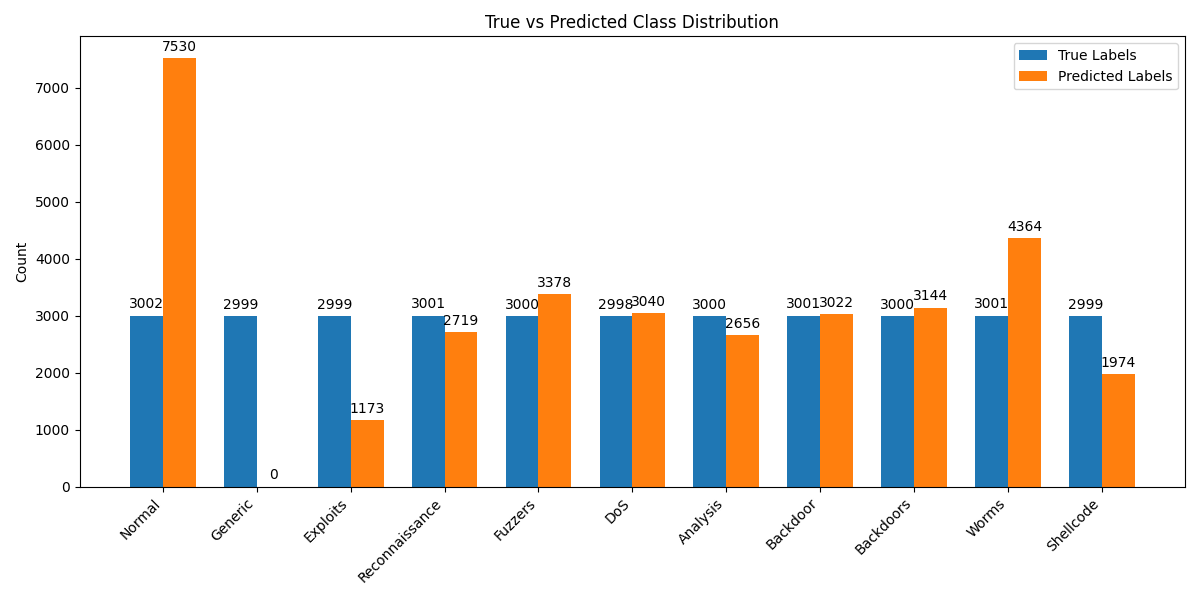 True vs Predicted Class Distribution
True Labels
Predicted Labels
Count
7000
6000
5000
4000
3000
2000
1000
0
3002
7530
2999
0
2999
1173
3001
2719
3000
3378
2998
3040
3000
2656
3001
3022
3000
3144
3001
4364
2999
1974
Normal
Generic
Exploits
Reconnaissance
Fuzzers
DoS
Analysis
Backdoor
Backdoors
Worms
Shellcode